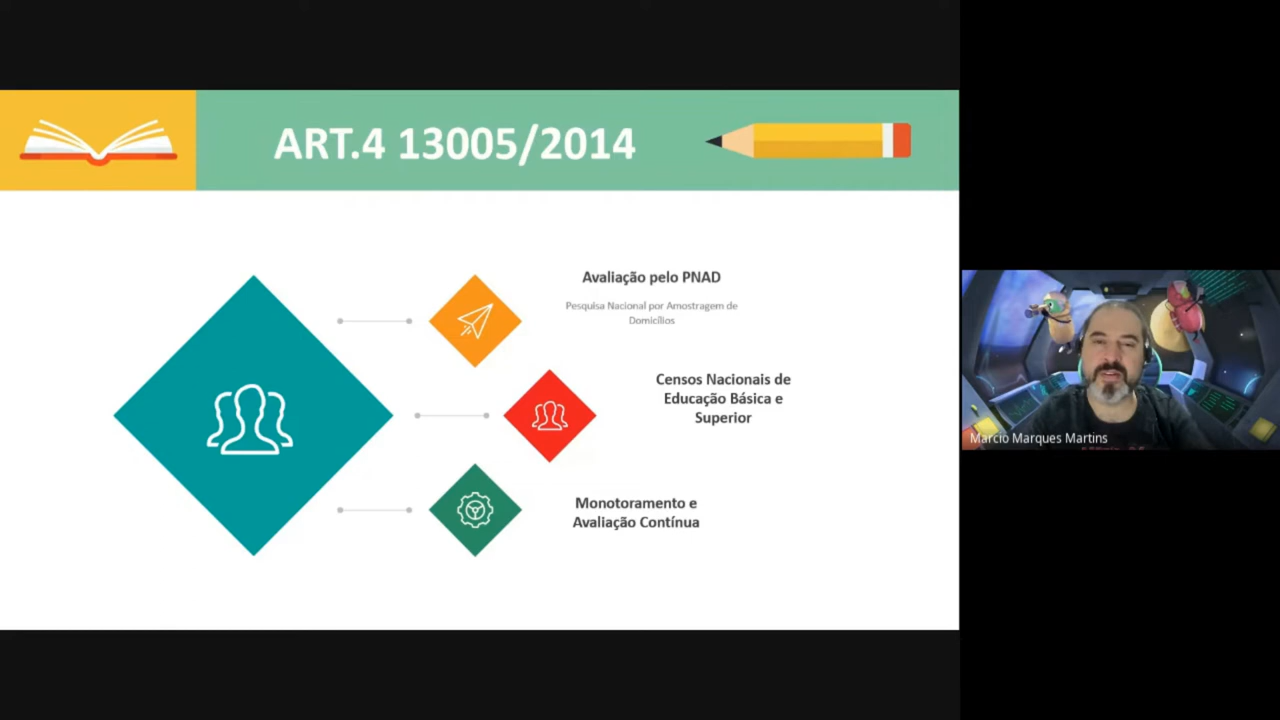 ART.4 13005/2014
Avaliação pelo PNAD
Pesquisa Nacional por Amostragem de
Domicílios
Censos Nacionais de
Educação Básica e
Superior
Monotoramento e
Avaliação Contínua
Marcio Marques Martins